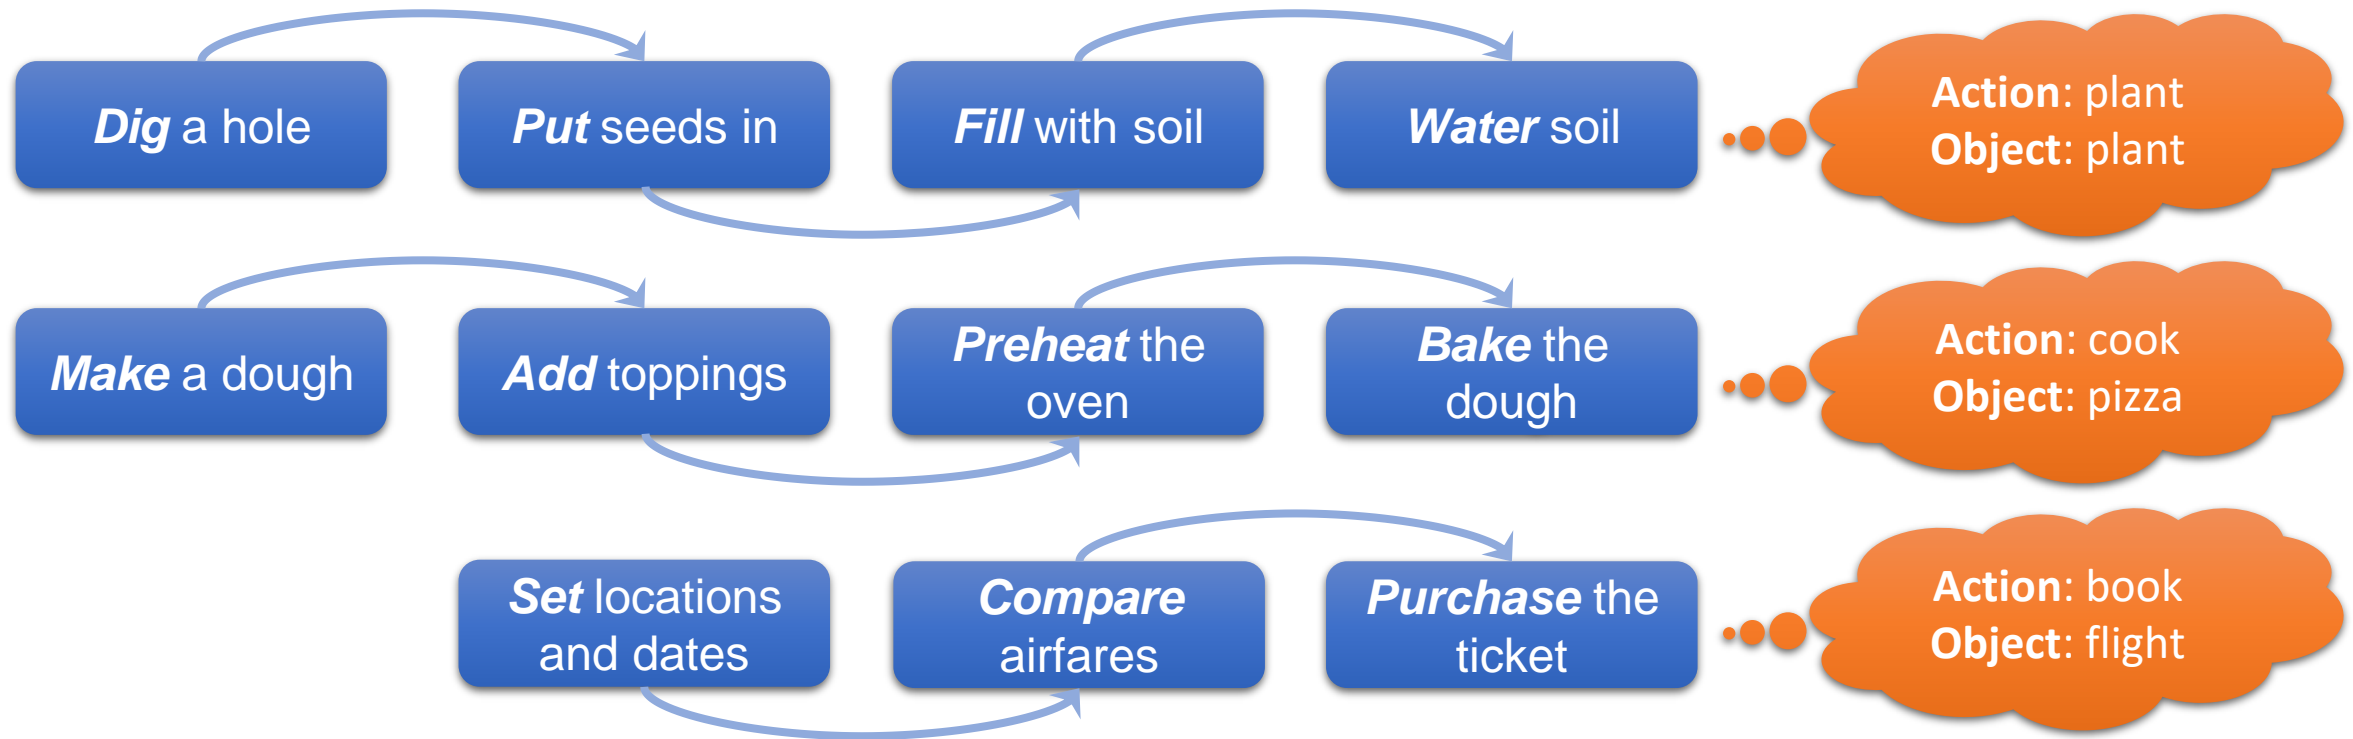 Dig a hole
Put seeds in
Fill with soil
Water soil
Action: plant
Object: plant
Make a dough
Add toppings
Preheat the
oven
Bake the
dough
Action: cook
Object: pizza
Set locations
and dates
Compare
airfares
Purchase the
ticket
Action: book
Object: flight